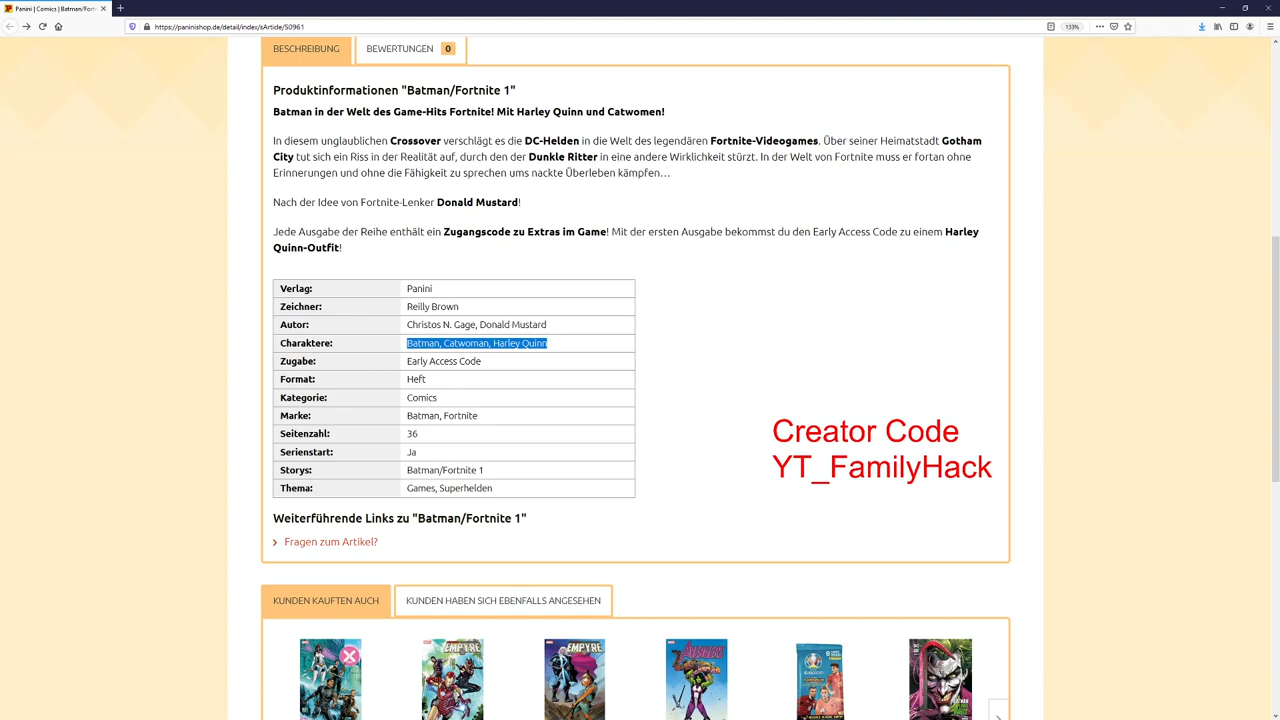 Panini | Comics | Batman/Fortn
https://paninishop.de/detail/index/sArticle/50961
133%
BESCHREIBUNG
BEWERTUNGEN 0
Produktinformationen "Batman/Fortnite 1"
Batman in der Welt des Game-Hits Fortnite! Mit Harley Quinn und Catwomen!
In diesem unglaublichen Crossover verschlägt es die DC-Helden in die Welt des legendären Fortnite-Videogames. Über seiner Heimatstadt Gotham
City tut sich ein Riss in der Realität auf, durch den der Dunkle Ritter in eine andere Wirklichkeit stürzt. In der Welt von Fortnite muss er fortan ohne
Erinnerungen und ohne die Fähigkeit zu sprechen ums nackte Überleben kämpfen…
Nach der Idee von Fortnite-Lenker Donald Mustard!
Jede Ausgabe der Reihe enthält ein Zugangscode zu Extras im Game! Mit der ersten Ausgabe bekommst du den Early Access Code zu einem Harley
Quinn-Outfit!
Verlag: Panini
Zeichner: Reilly Brown
Autor: Christos N. Gage, Donald Mustard
Charaktere: Batman, Catwoman, Harley Quinn
Zugabe: Early Access Code
Format: Heft
Kategorie: Comics
Marke: Batman, Fortnite
Seitenzahl: 36
Serienstart: Ja
Storys: Batman/Fortnite 1
Thema: Games, Superhelden
Creator Code
YT_FamilyHack
Weiterführende Links zu "Batman/Fortnite 1"
Fragen zum Artikel?
KUNDEN KAUFTEN AUCH
KUNDEN HABEN SICH EBENFALLS ANGESEHEN
EMPYRE
EMPYRE
AVENGERS